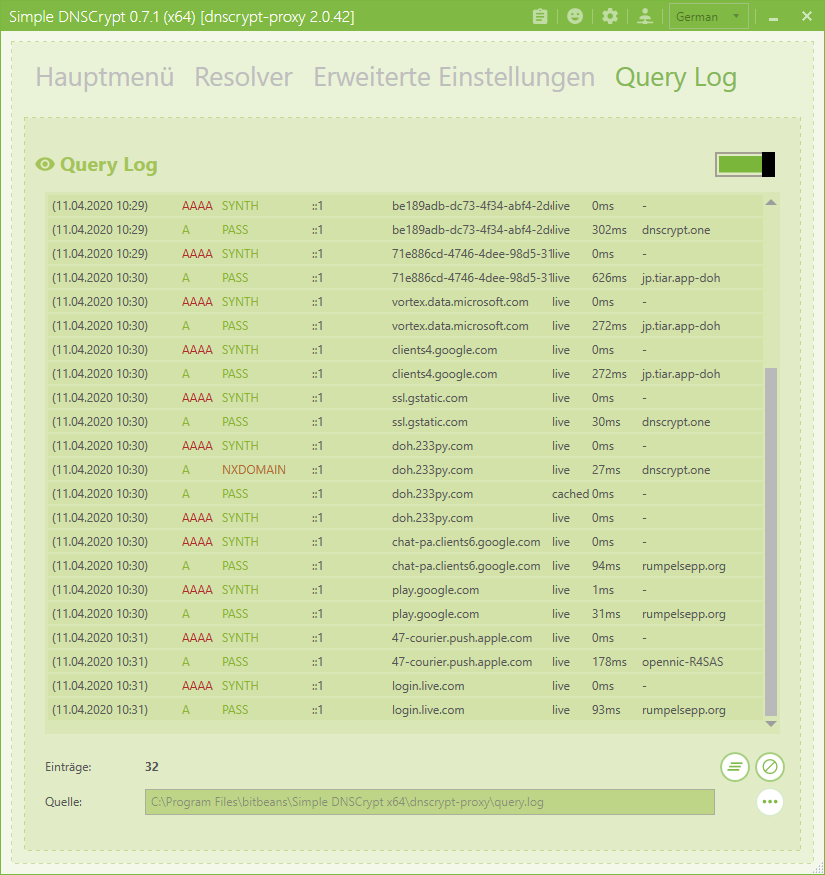 Simple DNSCrypt 0.7.1 (x64) [dnscrypt-proxy 2.0.42] German
Hauptmenü Resolver Erweiterte Einstellungen Query Log
Query Log
(11.04.2020 10:29) AAAA SYNTH ::1 be189adb-dc73-4f34-abf4-2d live 0ms -
(11.04.2020 10:29) A PASS ::1 be189adb-dc73-4f34-abf4-2d live 302ms dnscrypt.one
(11.04.2020 10:29) AAAA SYNTH ::1 71e886cd-4746-4dee-98d5-31 live 0ms -
(11.04.2020 10:30) A PASS ::1 71e886cd-4746-4dee-98d5-31 live 626ms jp.tiar.app-doh
(11.04.2020 10:30) AAAA SYNTH ::1 vortex.data.microsoft.com live 0ms -
(11.04.2020 10:30) A PASS ::1 vortex.data.microsoft.com live 272ms jp.tiar.app-doh
(11.04.2020 10:30) AAAA SYNTH ::1 clients4.google.com live 0ms -
(11.04.2020 10:30) A PASS ::1 clients4.google.com live 272ms jp.tiar.app-doh
(11.04.2020 10:30) AAAA SYNTH ::1 ssl.gstatic.com live 0ms -
(11.04.2020 10:30) A PASS ::1 ssl.gstatic.com live 30ms dnscrypt.one
(11.04.2020 10:30) AAAA SYNTH ::1 doh.233py.com live 0ms -
(11.04.2020 10:30) A NXDOMAIN ::1 doh.233py.com live 27ms dnscrypt.one
(11.04.2020 10:30) A PASS ::1 doh.233py.com cached 0ms -
(11.04.2020 10:30) AAAA SYNTH ::1 doh.233py.com live 0ms -
(11.04.2020 10:30) AAAA SYNTH ::1 chat-pa.clients6.google.com live 0ms -
(11.04.2020 10:30) A PASS ::1 chat-pa.clients6.google.com live 94ms rumpelsepp.org
(11.04.2020 10:30) AAAA SYNTH ::1 play.google.com live 1ms -
(11.04.2020 10:30) A PASS ::1 play.google.com live 31ms rumpelsepp.org
(11.04.2020 10:31) AAAA SYNTH ::1 47-courier.push.apple.com live 0ms -
(11.04.2020 10:31) A PASS ::1 47-courier.push.apple.com live 178ms opennic-R4SAS
(11.04.2020 10:31) AAAA SYNTH ::1 login.live.com live 0ms -
(11.04.2020 10:31) A PASS ::1 login.live.com live 93ms rumpelsepp.org
Einträge: 32
Quelle: C:\Program Files\bitbeans\Simple DNSCrypt x64\dnscrypt-proxy\query.log